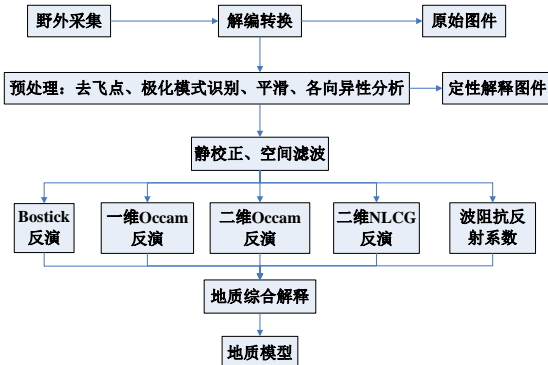 野外采集
解编转换
原始图件
预处理：去飞点、极化模式识别、平滑、各向异性分析
定性解释图件
静校正、空间滤波
Bostick
反演
一维Occam
反演
二维Occam
反演
二维NLCG
反演
波阻抗反
射系数
地质综合解释
地质模型